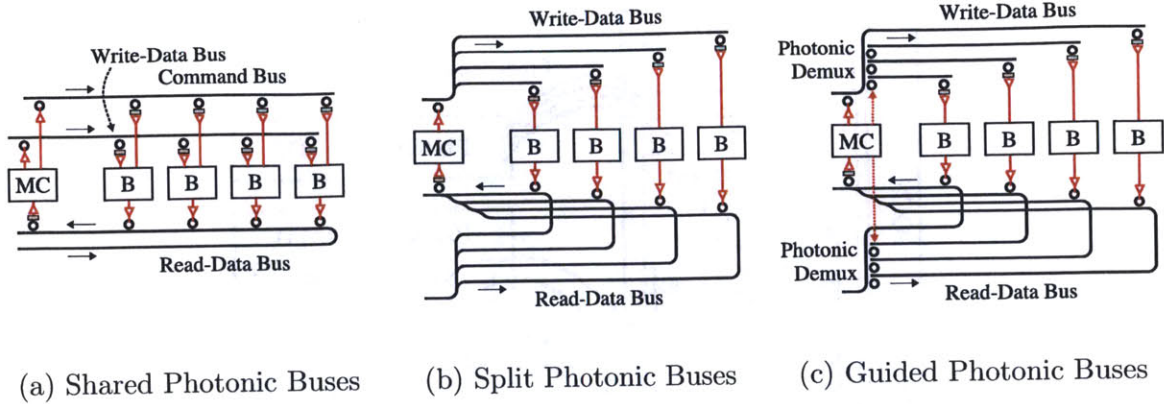 Write-Data Bus
Command Bus
MC
B
B
B
B
Read-Data Bus
(a) Shared Photonic Buses
Write-Data Bus
MC
B
B
B
B
Read-Data Bus
(b) Split Photonic Buses
Write-Data Bus
Photonic
Demux
MC
B
B
B
B
Photonic
Demux
Read-Data Bus
(c) Guided Photonic Buses